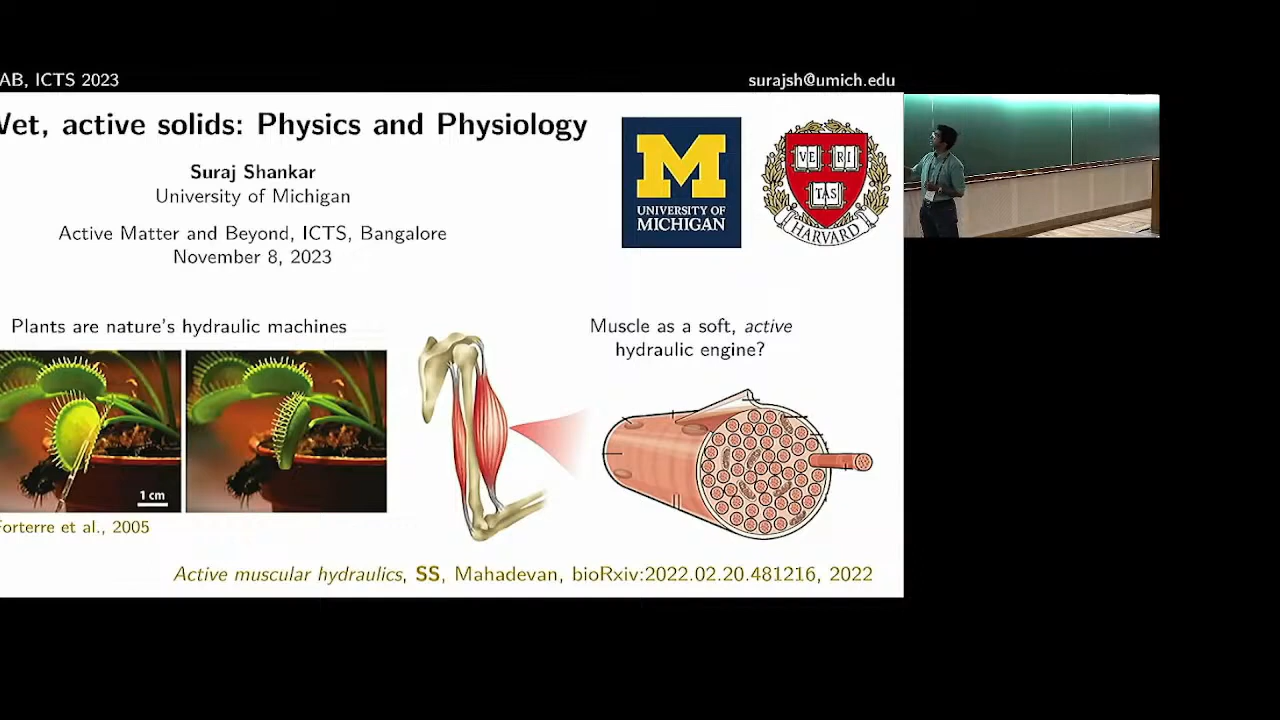 AB, ICTS 2023
surajsh@umich.edu
et, active solids: Physics and Physiology
Suraj Shankar
University of Michigan
Active Matter and Beyond, ICTS, Bangalore
November 8, 2023
M
UNIVERSITY OF
MICHIGAN
VE RI
TAS
HARVARD
Plants are nature's hydraulic machines
Muscle as a soft, active
hydraulic engine?
1 cm
Forterre et al., 2005
Active muscular hydraulics, SS, Mahadevan, bioRxiv:2022.02.20.481216, 2022